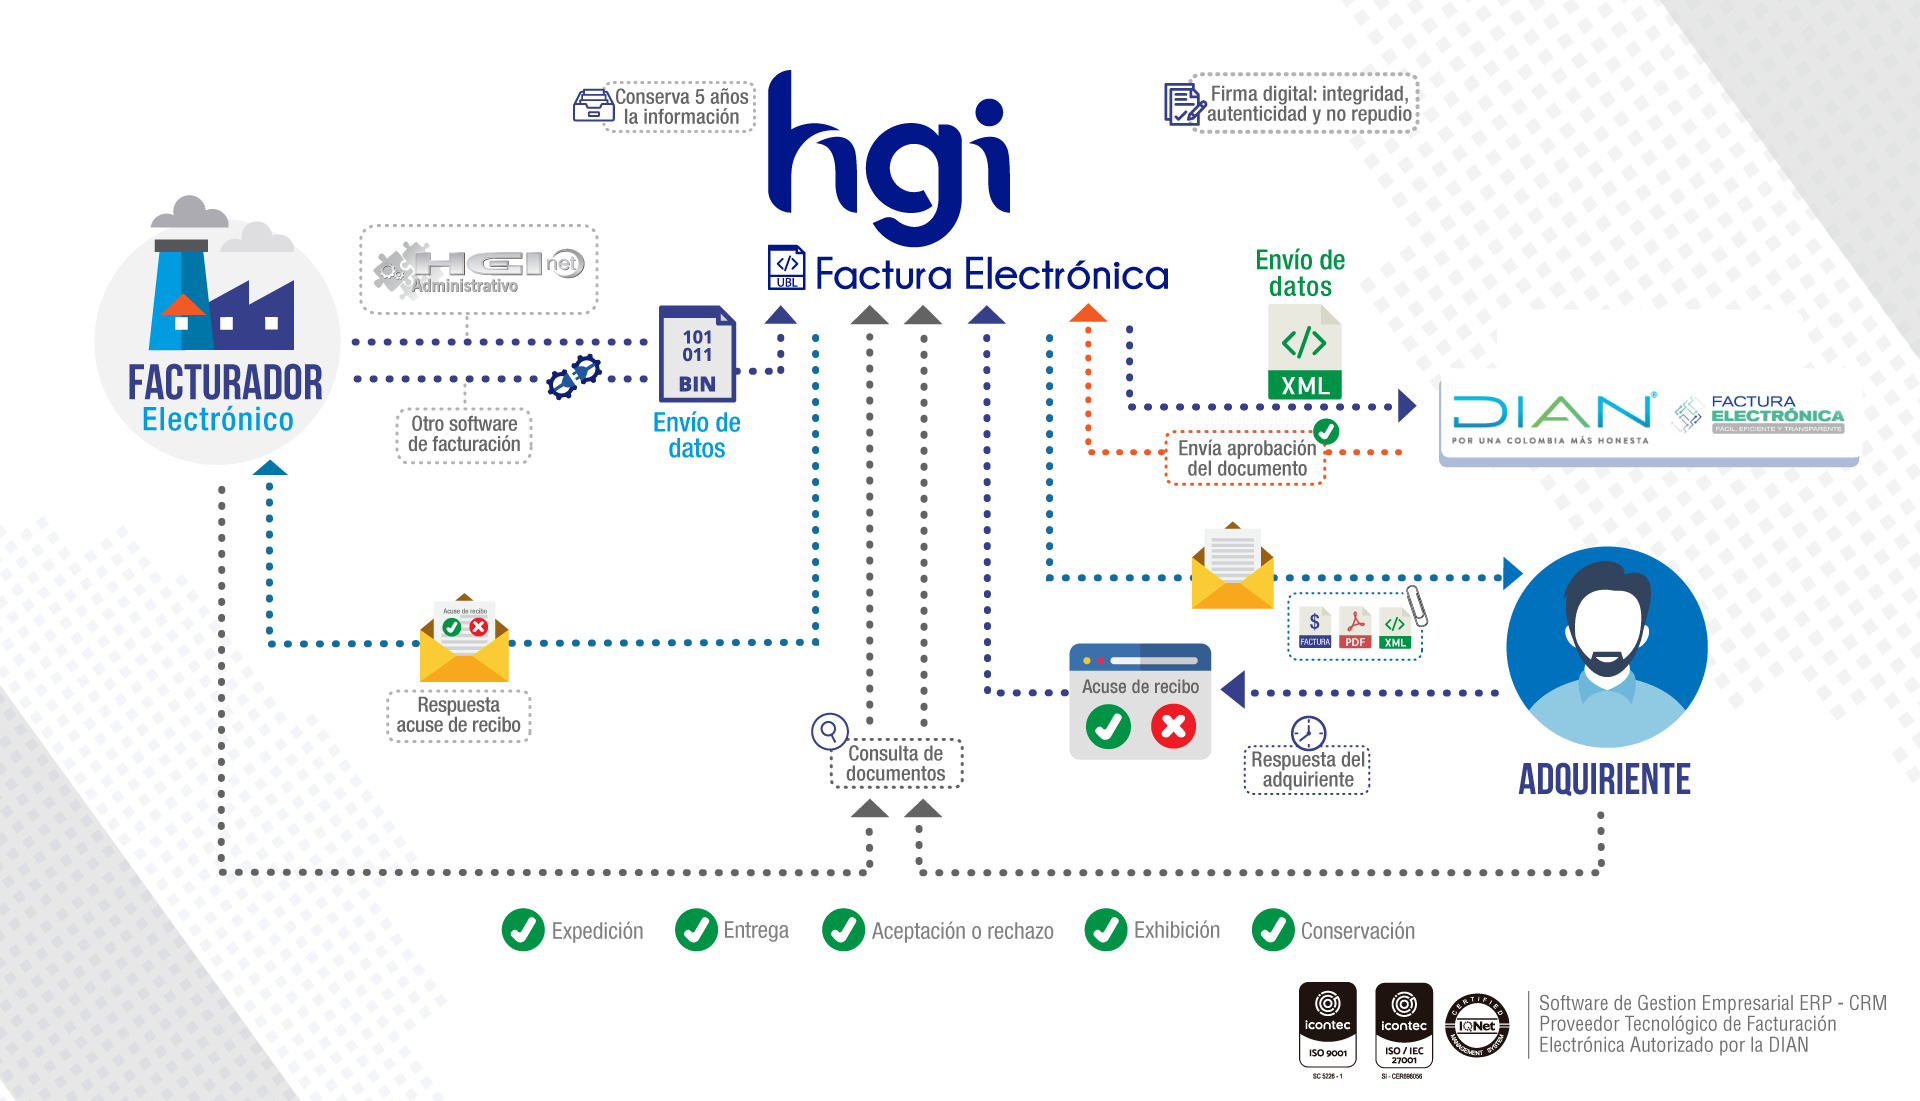 Conserva 5 años
la información
hgi
Firma digital: integridad,
autenticidad y no repudio
HGI net
Administrativo
</>
UBL
Factura Electrónica
Envío de
datos
</>
XML
FACTURADOR
Electrónico
101
011
BIN
Envío de
datos
Otro software
de facturación
DIAN®
POR UNA COLOMBIA MÁS HONESTA
FACTURA
ELECTRÓNICA
FÁCIL, EFICIENTE Y TRANSPARENTE
Envía aprobación
del documento
Acuse de recibo
Respuesta
acuse de recibo
$
FACTURA
PDF
</>
XML
Acuse de recibo
Respuesta del
adquiriente
Consulta de
documentos
ADQUIRIENTE
Expedición
Entrega
Aceptación o rechazo
Exhibición
Conservación
icontec
ISO 9001
SC 5226 - 1
icontec
ISO / IEC
27001
SI - CER698056
CERTIFIED
IQNet
MANAGEMENT SYSTEM
Software de Gestion Empresarial ERP - CRM
Proveedor Tecnológico de Facturación
Electrónica Autorizado por la DIAN